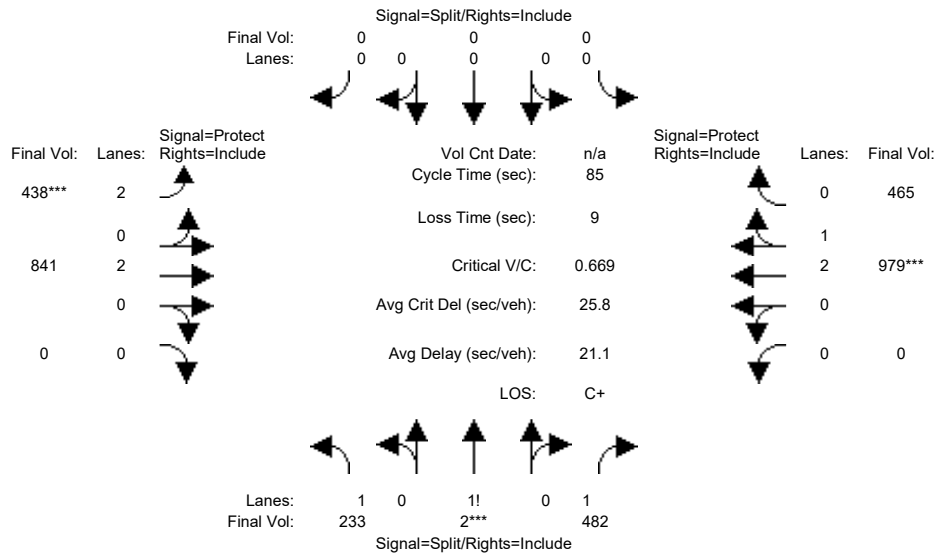 Signal=Split/Rights=Include
Final Vol: 0 0 0
Lanes: 0 0 0 0 0
Signal=Protect Signal=Protect
Final Vol: Lanes: Rights=Include Vol Cnt Date: n/a Rights=Include Lanes: Final Vol:
Cycle Time (sec): 85
438*** 2 0 465
Loss Time (sec): 9
0 1
841 2 Critical V/C: 0.669 2 979***
0 Avg Crit Del (sec/veh): 25.8 0
0 0 Avg Delay (sec/veh): 21.1 0 0
LOS: C+
Lanes: 1 0 1! 0 1
Final Vol: 233 2*** 482
Signal=Split/Rights=Include